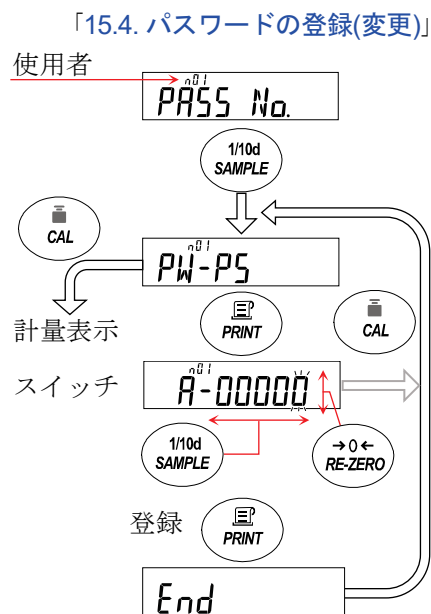 「15.4. パスワードの登録(変更)」
使用者
n01
PASS No.
1/10d
SAMPLE
CAL
n01
PW-PS
計量表示
PRINT
CAL
スイッチ
n01
A-00000
1/10d
SAMPLE
→0←
RE-ZERO
登録
PRINT
End